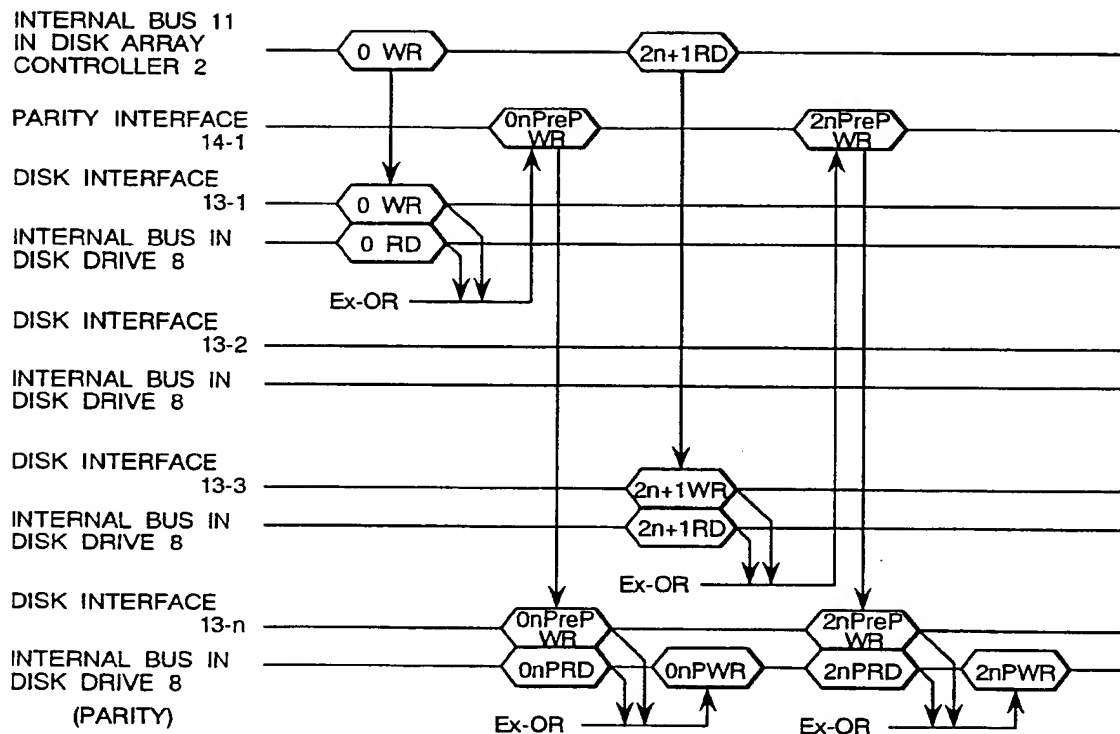 INTERNAL BUS 11
IN DISK ARRAY
CONTROLLER 2
0 WR
2n+1RD
PARITY INTERFACE
14-1
0nPreP
WR
2nPreP
WR
DISK INTERFACE
13-1
0 WR
INTERNAL BUS IN
DISK DRIVE 8
0 RD
Ex-OR
DISK INTERFACE
13-2
INTERNAL BUS IN
DISK DRIVE 8
DISK INTERFACE
13-3
2n+1WR
INTERNAL BUS IN
DISK DRIVE 8
2n+1RD
Ex-OR
DISK INTERFACE
13-n
0nPreP
WR
2nPreP
WR
INTERNAL BUS IN
DISK DRIVE 8
(PARITY)
0nPRD
0nPWR
2nPRD
2nPWR
Ex-OR
Ex-OR